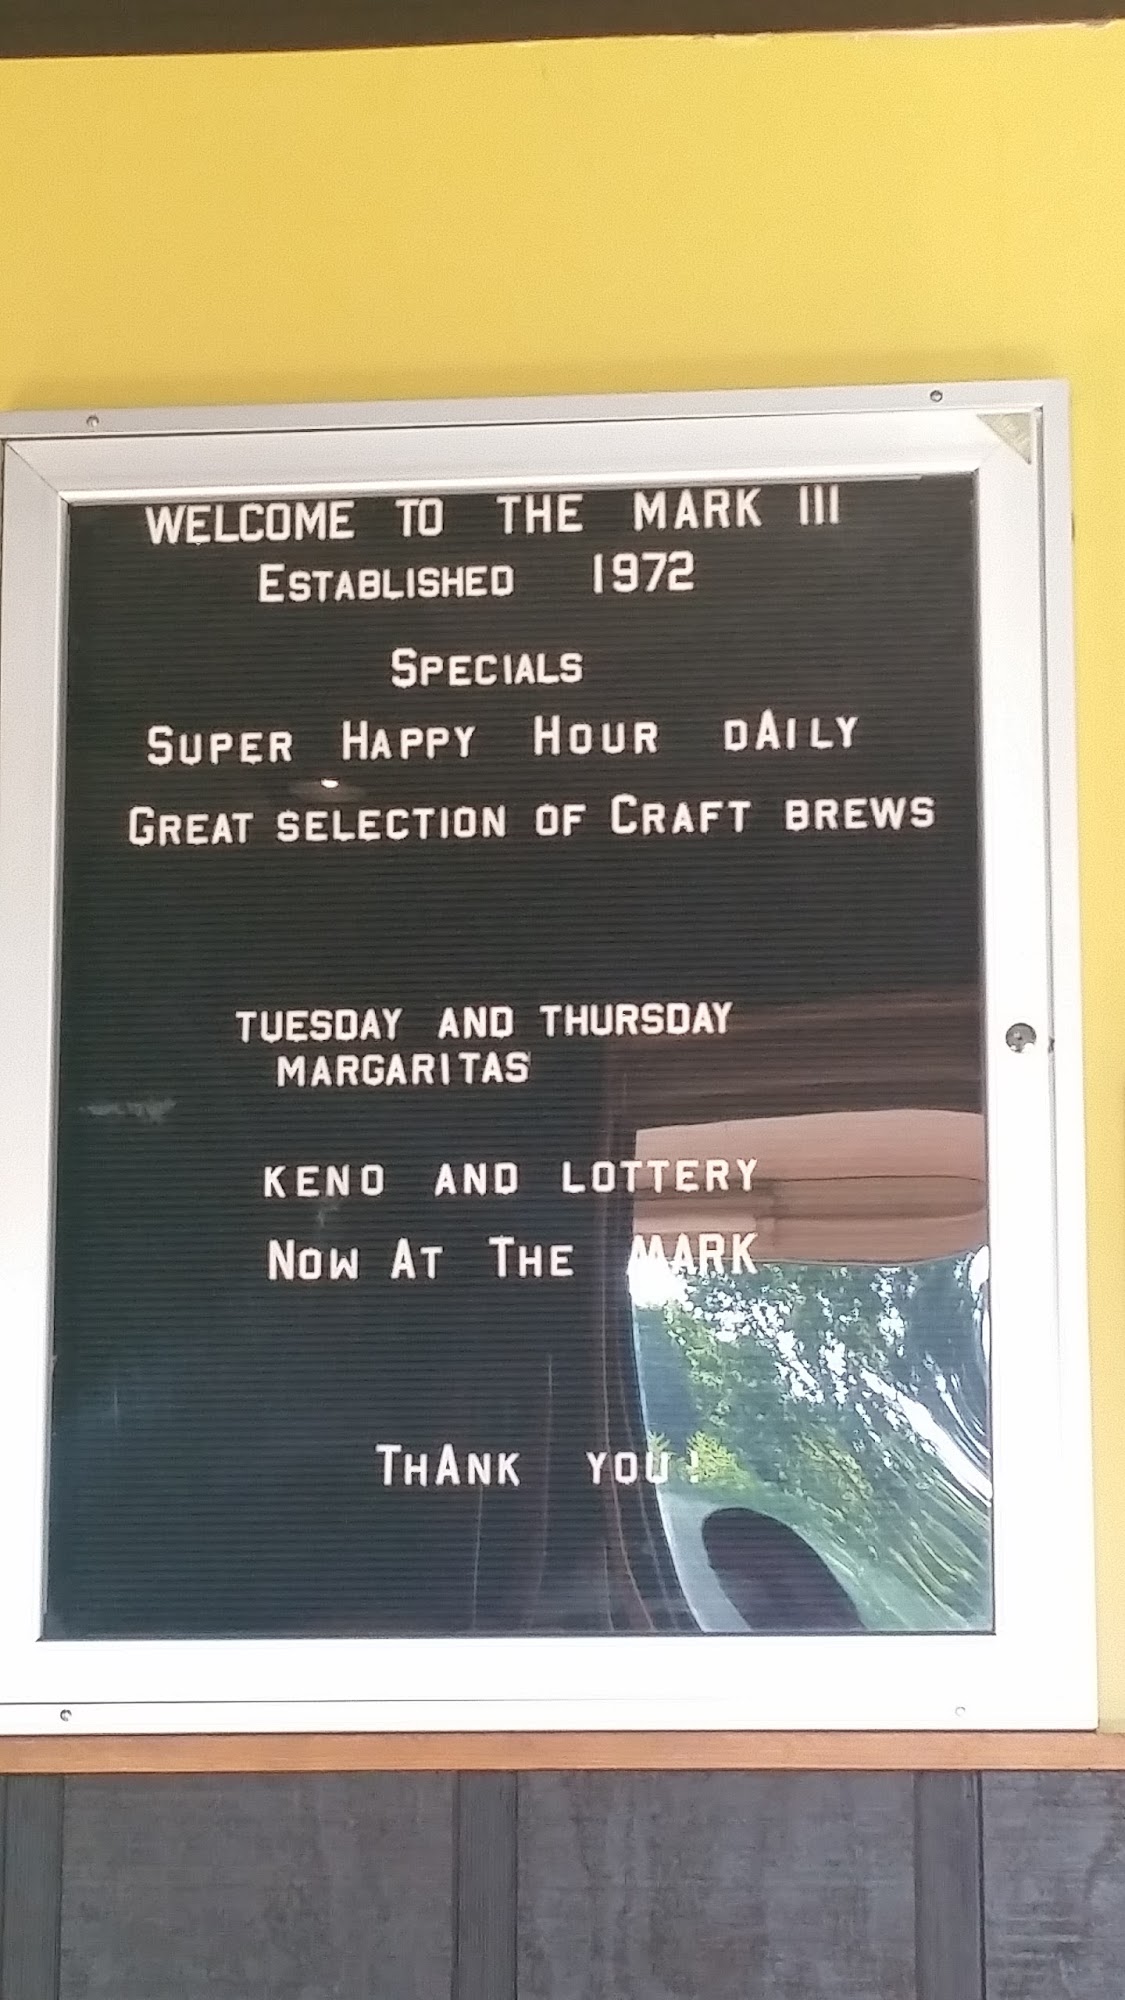 WELCOME TO THE MARK III
ESTABLISHED 1972
SPECIALS
SUPER HAPPY HOUR DAILY
GREAT SELECTION OF CRAFT BREWS
TUESDAY AND THURSDAY
MARGARITAS
KENO AND LOTTERY
NOW AT THE MARK
THANK YOU!